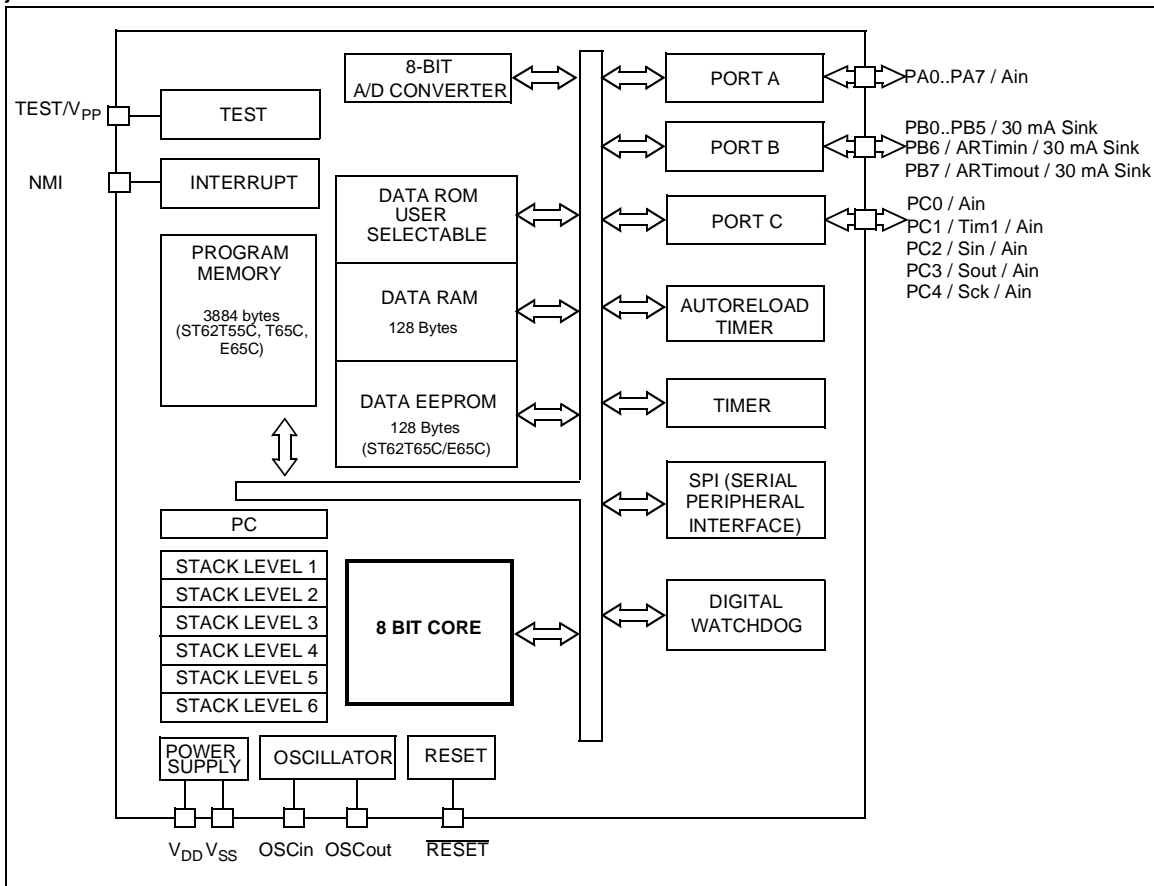 8-BIT
A/D CONVERTER
PORT A
PA0..PA7 / Ain
TEST/VPP
TEST
PORT B
PB0..PB5 / 30 mA Sink
PB6 / ARTimin / 30 mA Sink
PB7 / ARTimout / 30 mA Sink
NMI
INTERRUPT
DATA ROM
USER
SELECTABLE
PORT C
PC0 / Ain
PC1 / Tim1 / Ain
PC2 / Sin / Ain
PC3 / Sout / Ain
PC4 / Sck / Ain
PROGRAM
MEMORY
3884 bytes
(ST62T55C, T65C,
E65C)
DATA RAM
128 Bytes
AUTORELOAD
TIMER
DATA EEPROM
128 Bytes
(ST62T65C/E65C)
TIMER
SPI (SERIAL
PERIPHERAL
INTERFACE)
PC
STACK LEVEL 1
STACK LEVEL 2
STACK LEVEL 3
STACK LEVEL 4
STACK LEVEL 5
STACK LEVEL 6
8 BIT CORE
DIGITAL
WATCHDOG
POWER
SUPPLY
OSCILLATOR
RESET
VDD VSS OSCin OSCout RESET